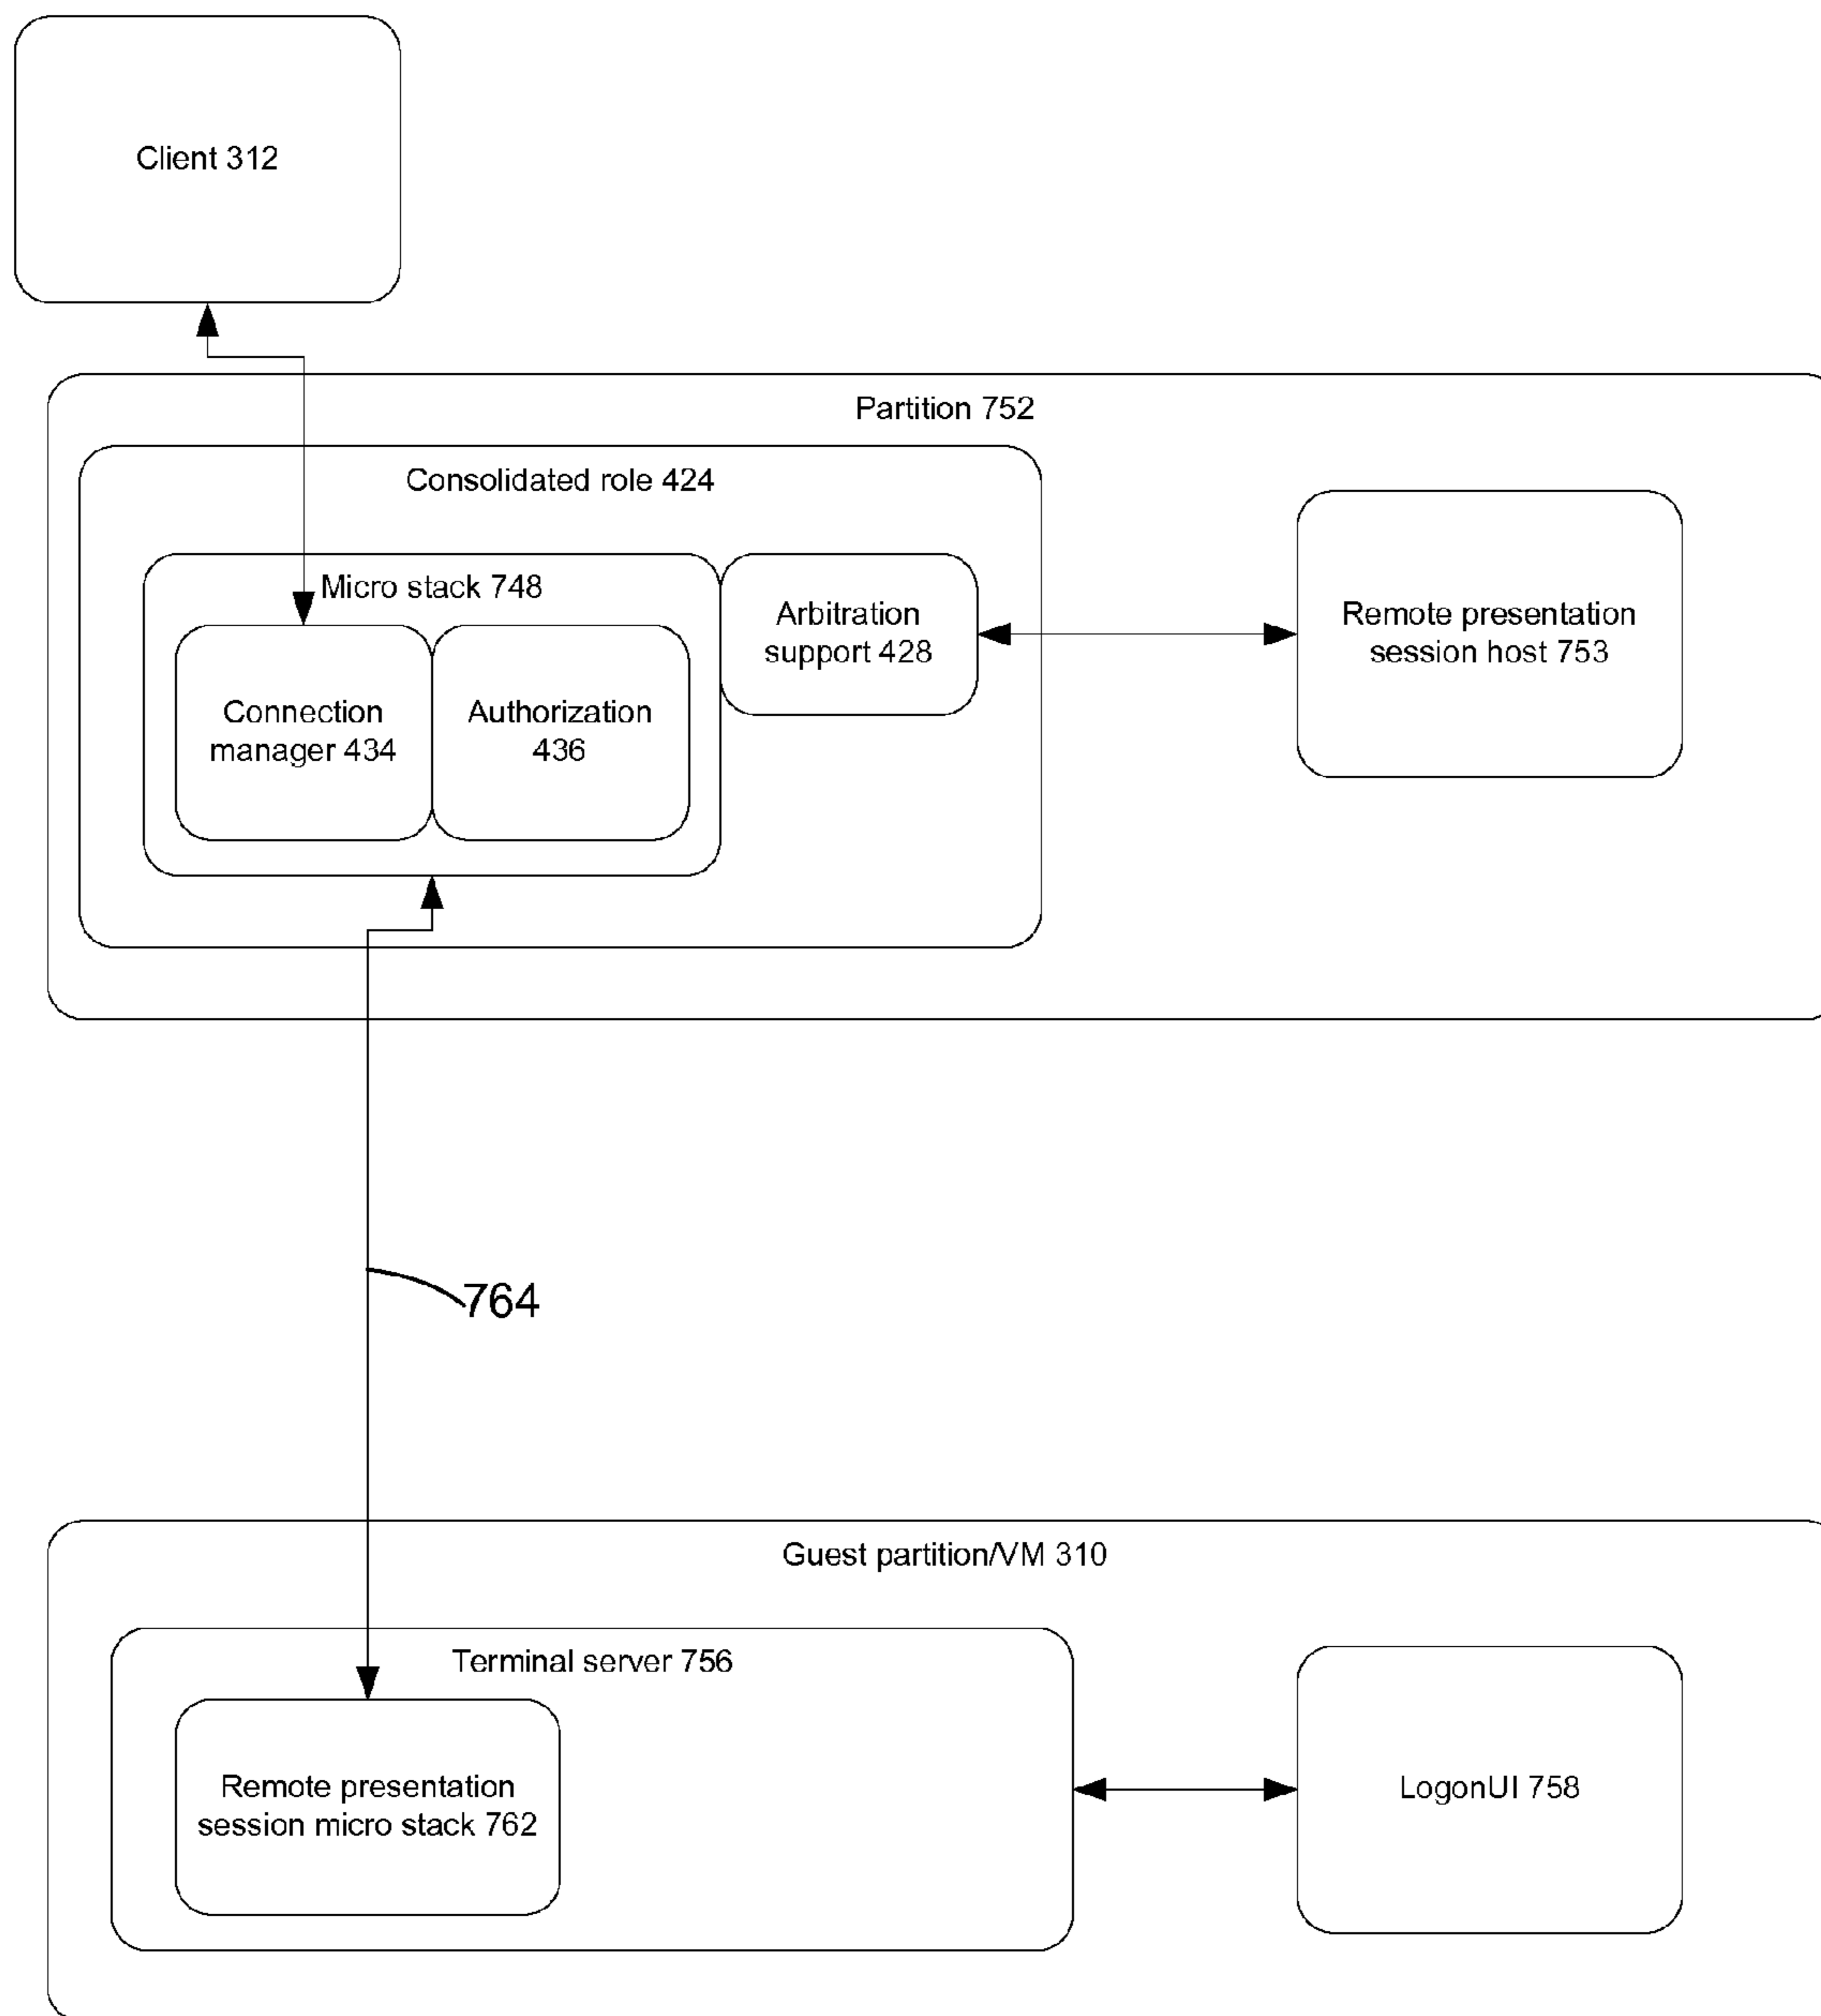 Client 312
Partition 752
Consolidated role 424
Micro stack 748
Arbitration
support 428
Remote presentation
session host 753
Connection
manager 434
Authorization
436
764
Guest partition/VM 310
Terminal server 756
Remote presentation
session micro stack 762
LogonUI 758